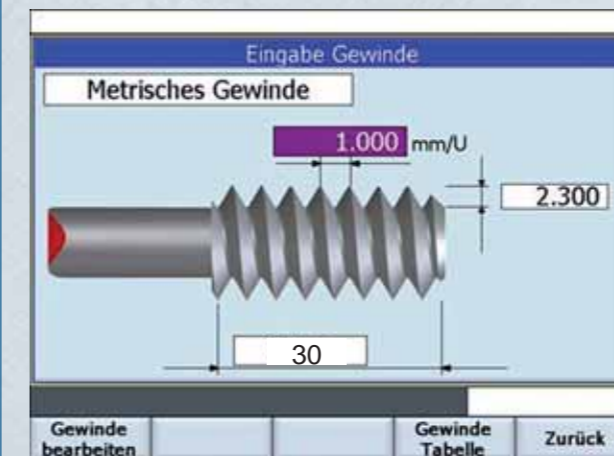 Eingabe Gewinde
Metrisches Gewinde
1.000 mm/U
2.300
30
Gewinde bearbeiten
Gewinde Tabelle
Zurück